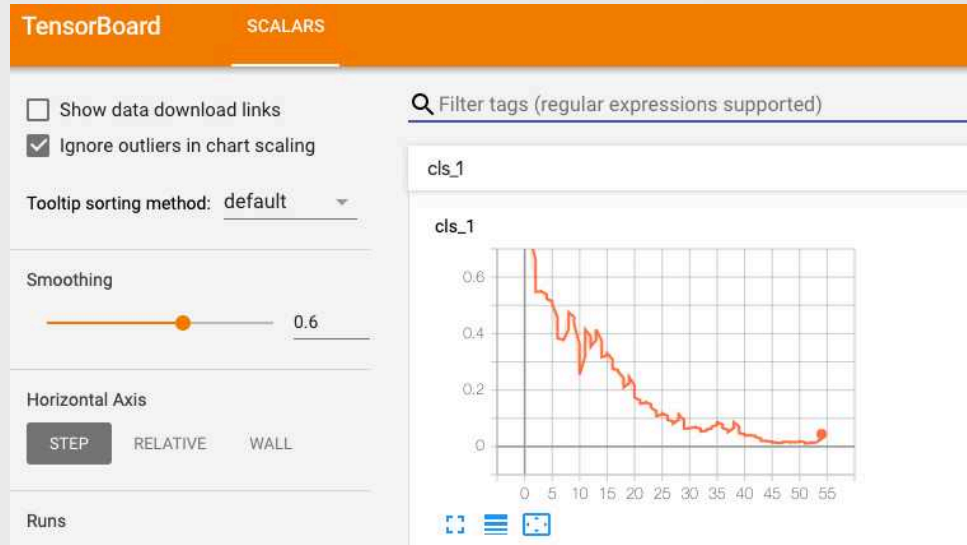 TensorBoard SCALARS
Show data download links
Ignore outliers in chart scaling
Tooltip sorting method: default
Smoothing
0.6
Horizontal Axis
STEP RELATIVE WALL
Runs
Filter tags (regular expressions supported)
cls_1
cls_1
0.6
0.4
0.2
0
0 5 10 15 20 25 30 35 40 45 50 55